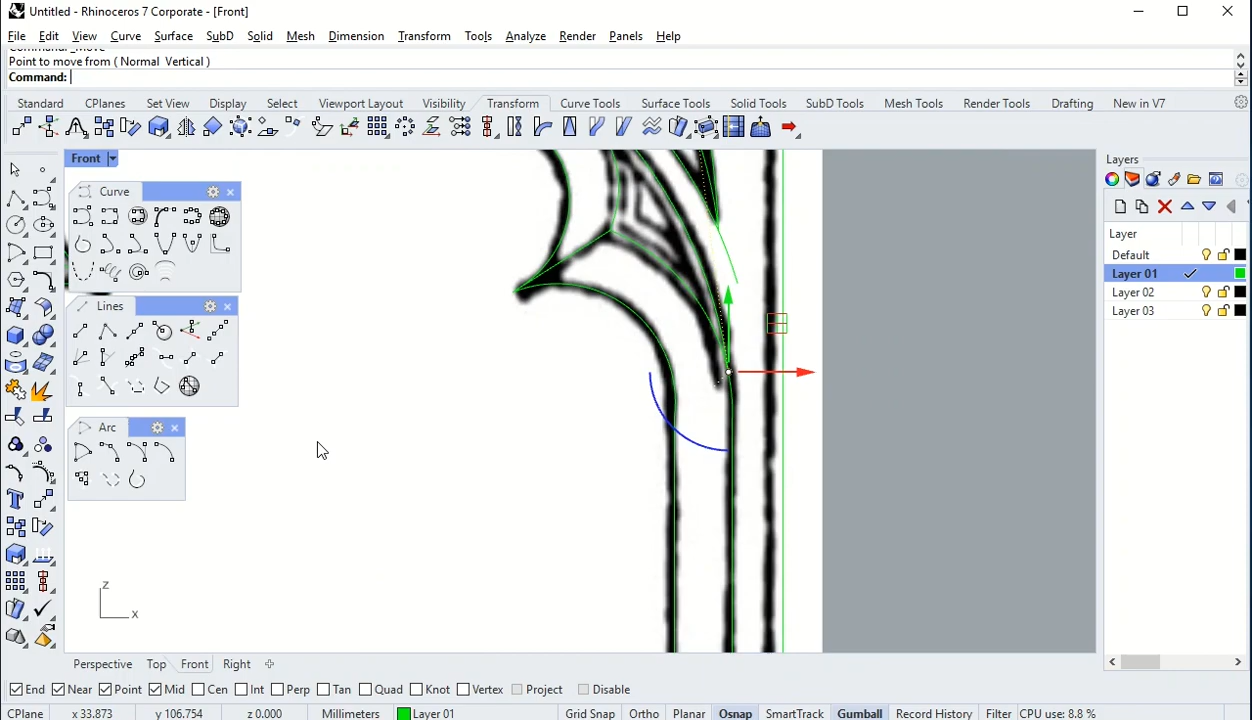 Untitled - Rhinoceros 7 Corporate - [Front]
File Edit View Curve Surface SubD Solid Mesh Dimension Transform Tools Analyze Render Panels Help
Point to move from ( Normal Vertical )
Command:
Standard CPlanes Set View Display Select Viewport Layout Visibility Transform Curve Tools Surface Tools Solid Tools SubD Tools Mesh Tools Render Tools Drafting New in V7
Front
Layers
Curve
Layer
Default
Layer 01
Layer 02
Layer 03
Lines
Arc
z
x
Perspective Top Front Right
End Near Point Mid Cen Int Perp Tan Quad Knot Vertex Project Disable
CPlane x 33.873 y 106.754 z 0.000 Millimeters Layer 01 Grid Snap Ortho Planar Osnap SmartTrack Gumball Record History Filter CPU use: 8.8 %